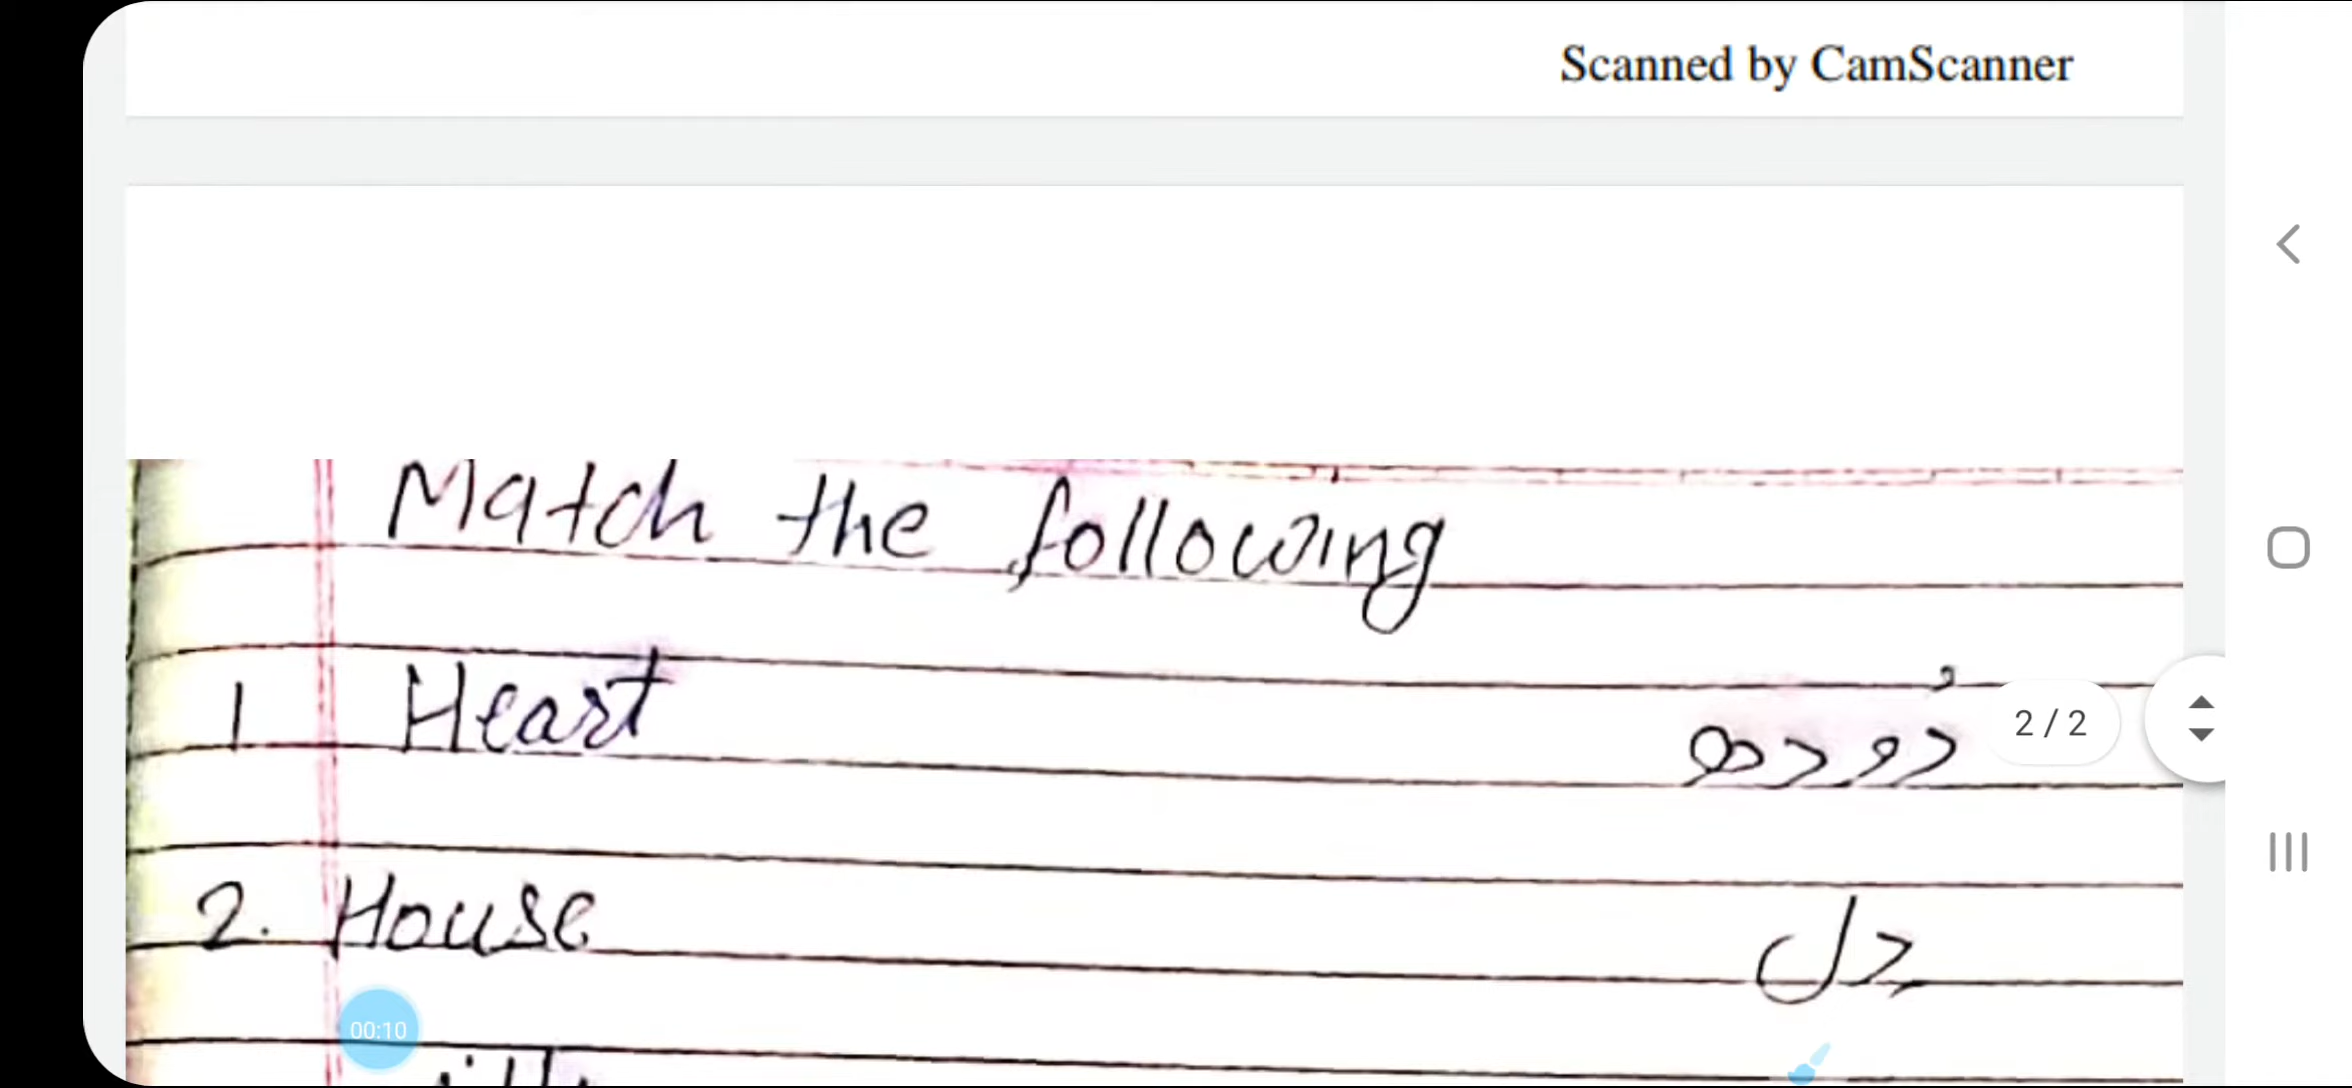 Scanned by CamScanner
Match the following
1 Heart دودھ
2 / 2
2. House دل
00:10